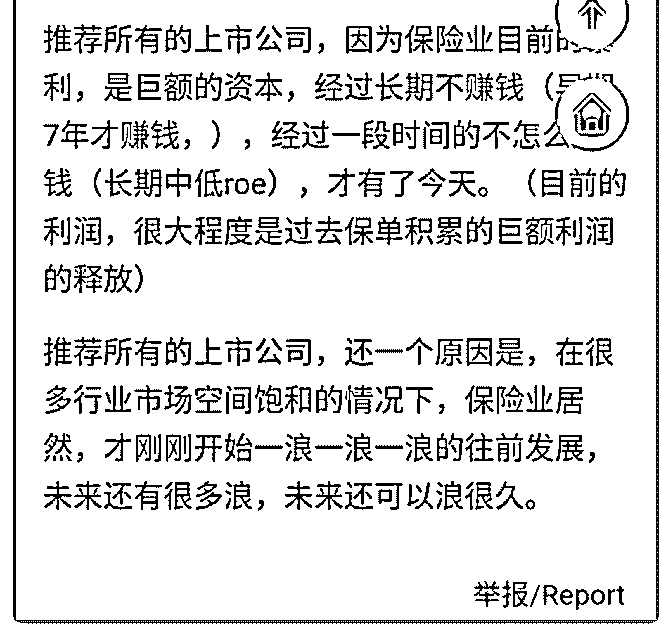 推荐所有的上市公司，因为保险业目前的
利，是巨额的资本，经过长期不赚钱（
7年才赚钱，），经过一段时间的不怎么
钱（长期中低roe），才有了今天。（目前的
利润，很大程度是过去保单积累的巨额利润
的释放）
推荐所有的上市公司，还一个原因是，在很
多行业市场空间饱和的情况下，保险业居
然，才刚刚开始一浪一浪一浪的往前发展，
未来还有很多浪，未来还可以浪很久。
举报/Report